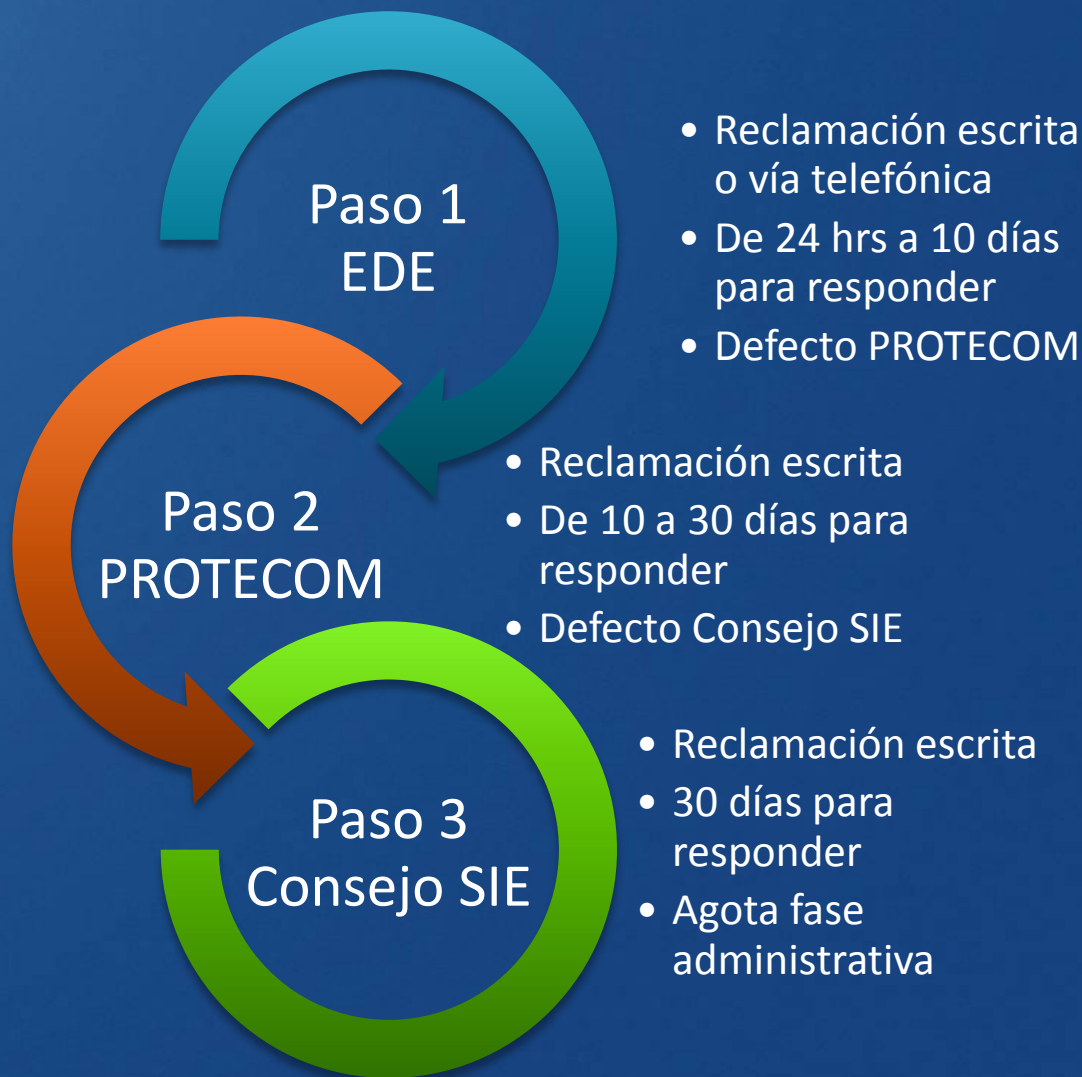 Paso 1
EDE
• Reclamación escrita
o vía telefónica
• De 24 hrs a 10 días
para responder
• Defecto PROTECOM
Paso 2
PROTECOM
• Reclamación escrita
• De 10 a 30 días para
responder
• Defecto Consejo SIE
Paso 3
Consejo SIE
• Reclamación escrita
• 30 días para
responder
• Agota fase
administrativa